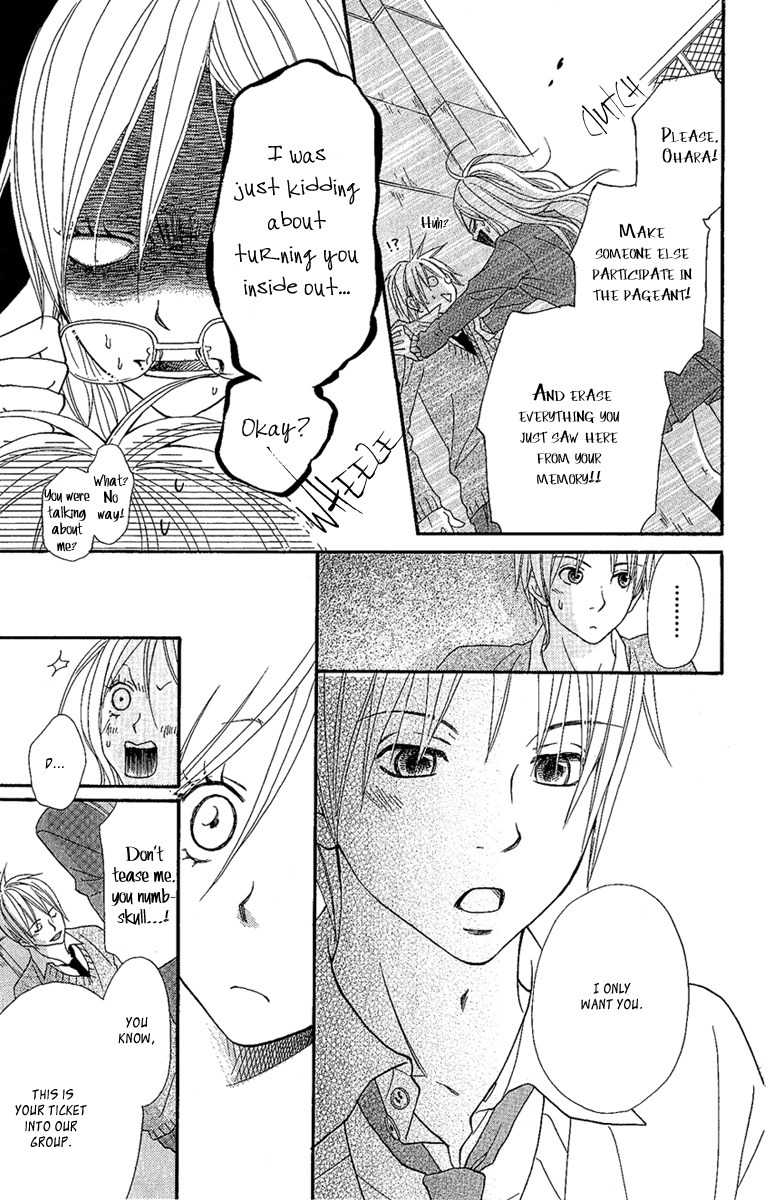 CLUTCH
PLEASE,
OHARA!
HUH?
!?
MAKE
SOMEONE ELSE
PARTICIPATE IN
THE PAGEANT!
AND ERASE
EVERYTHING YOU
JUST SAW HERE
FROM YOUR
MEMORY!!
I was
just kidding
about
turning you
inside out...
Okay?
WHEEZE
What?
No
way!
You were
talking
about
me?
........
I ONLY
WANT YOU.
D...
Don't
tease me,
you numb-
skull...!
YOU
KNOW,
THIS IS
YOUR TICKET
INTO OUR
GROUP.